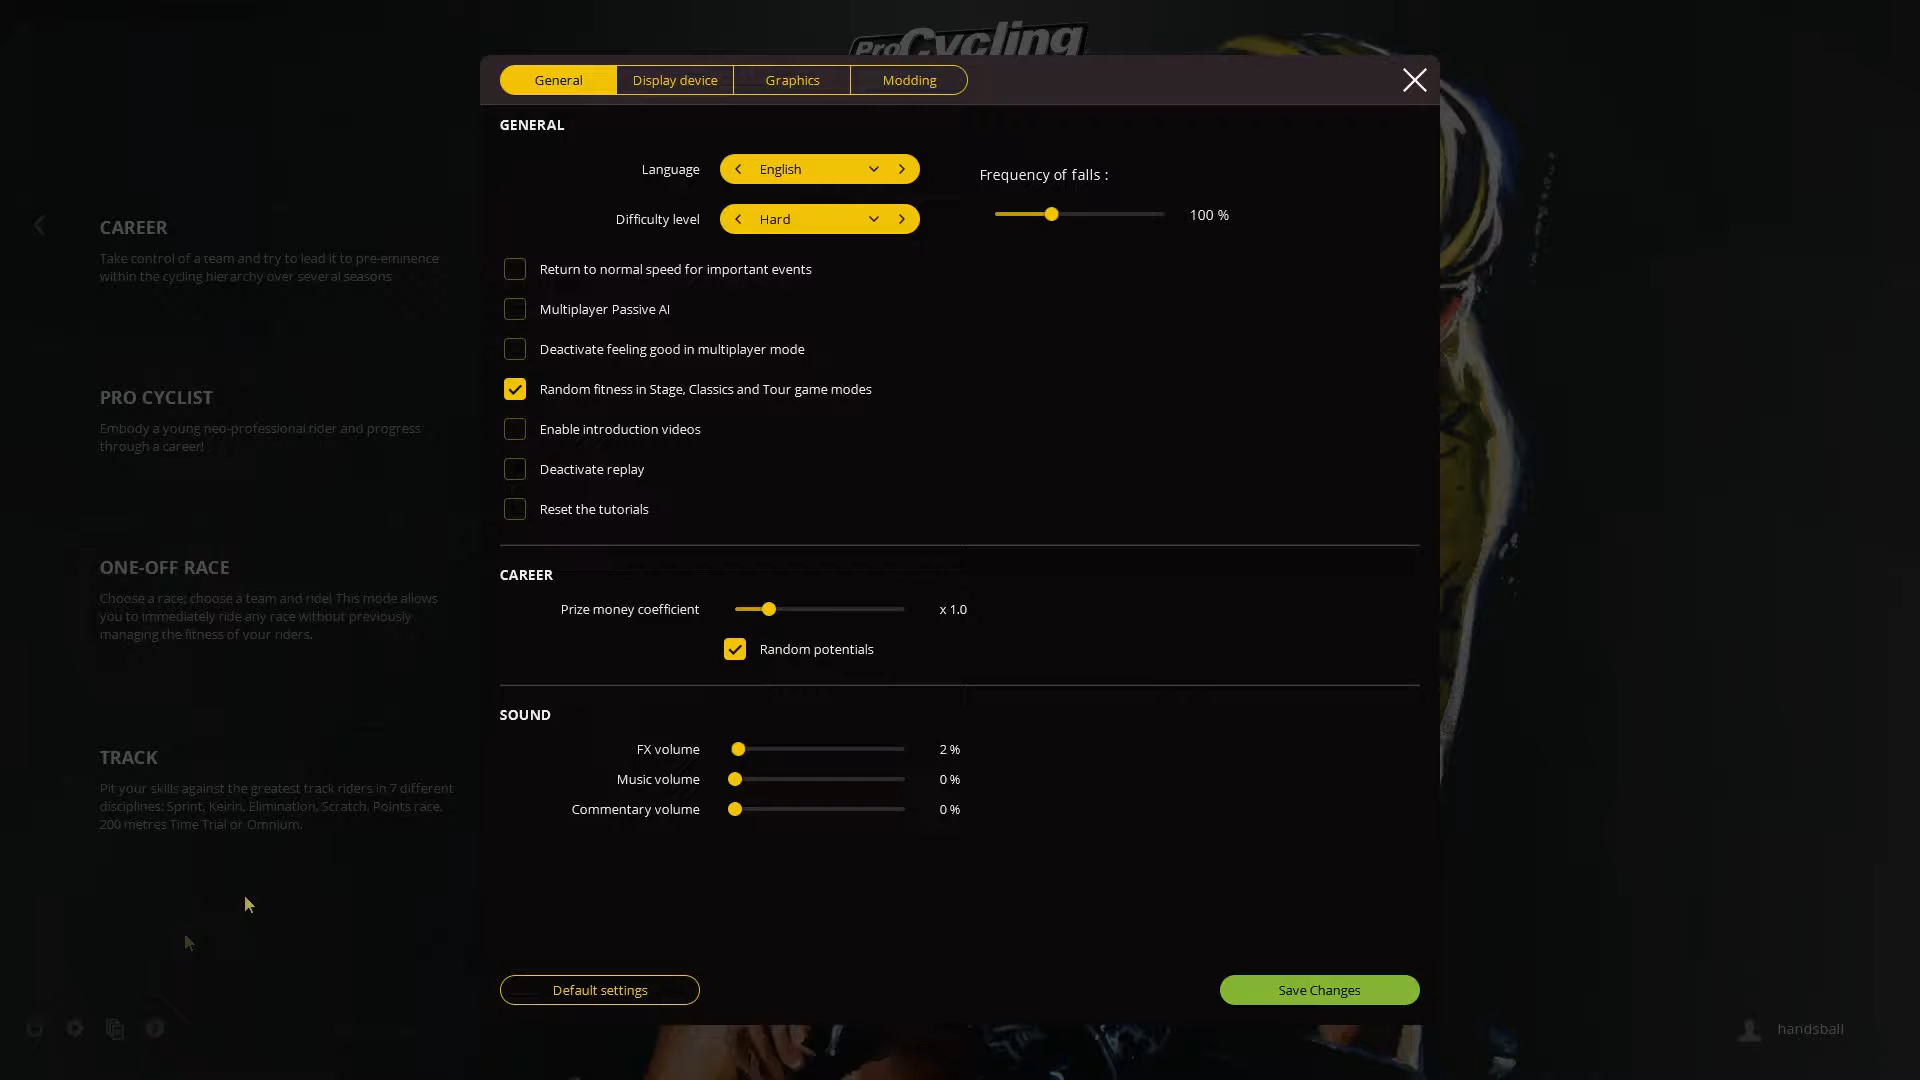 ProCycling
General
Display device
Graphics
Modding
GENERAL
Language
English
Frequency of falls :
Difficulty level
Hard
100 %
Return to normal speed for important events
Multiplayer Passive AI
Deactivate feeling good in multiplayer mode
Random fitness in Stage, Classics and Tour game modes
Enable introduction videos
Deactivate replay
Reset the tutorials
CAREER
Prize money coefficient
x 1.0
Random potentials
SOUND
FX volume
2 %
Music volume
0 %
Commentary volume
0 %
Default settings
Save Changes
CAREER
Take control of a team and try to lead it to pre-eminence
within the cycling hierarchy over several seasons
PRO CYCLIST
Embody a young neo-professional rider and progress
through a career!
ONE-OFF RACE
Choose a race, choose a team and ride! This mode allows
you to immediately ride any race without previously
managing the fitness of your riders.
TRACK
Pit your skills against the greatest track riders in 7 different
disciplines: Sprint, Keirin, Elimination, Scratch, Points race,
200 metres Time Trial or Omnium.
handsball